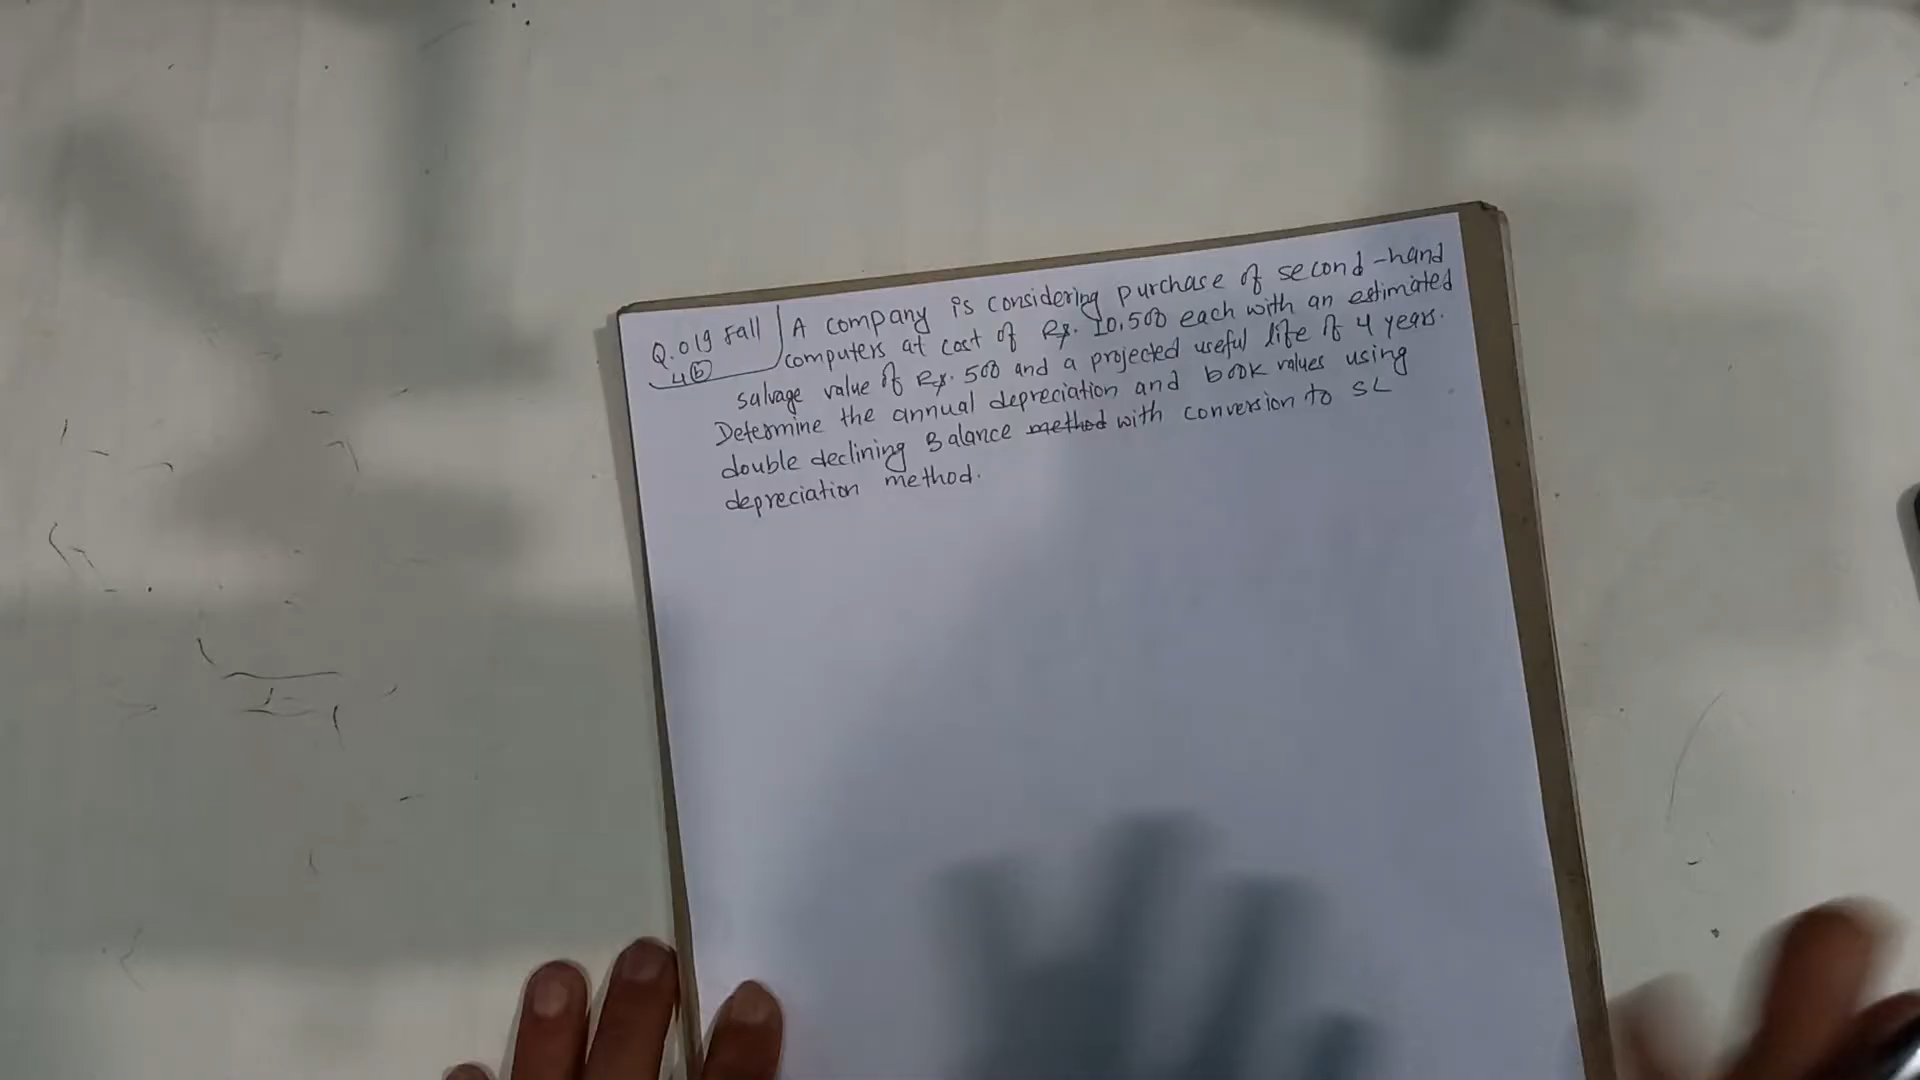 Q. 019 Fall
4(b)
A company is considering purchase of second-hand
computers at cost of Rs. 10,500 each with an estimated
salvage value of Rs. 500 and a projected useful life of 4 years.
Determine the annual depreciation and book values using
double declining Balance method with conversion to SL
depreciation method.